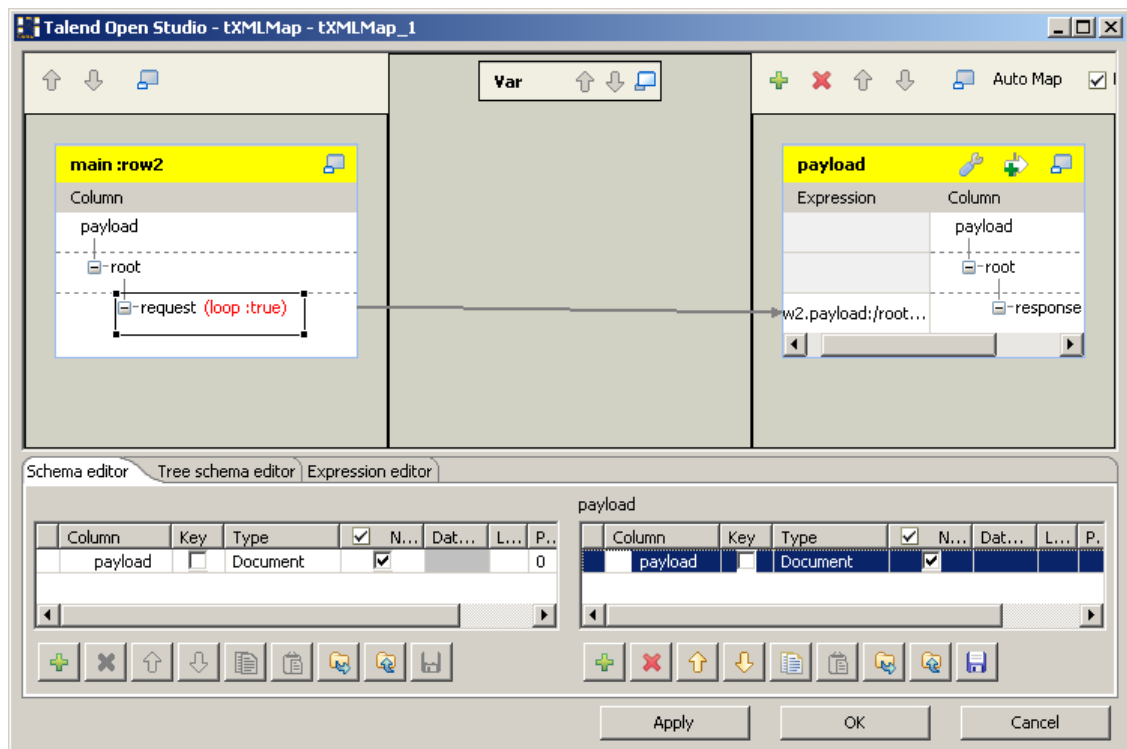 Talend Open Studio - tXMLMap - tXMLMap_1
Var
Auto Map
main :row2
Column
payload
root
request (loop :true)
payload
Expression Column
payload
root
w2.payload:/root... response
Schema editor Tree schema editor Expression editor
payload
Column Key Type N... Dat... L... P..
payload Document 0
Column Key Type N... Dat... L... P.
payload Document
Apply OK Cancel